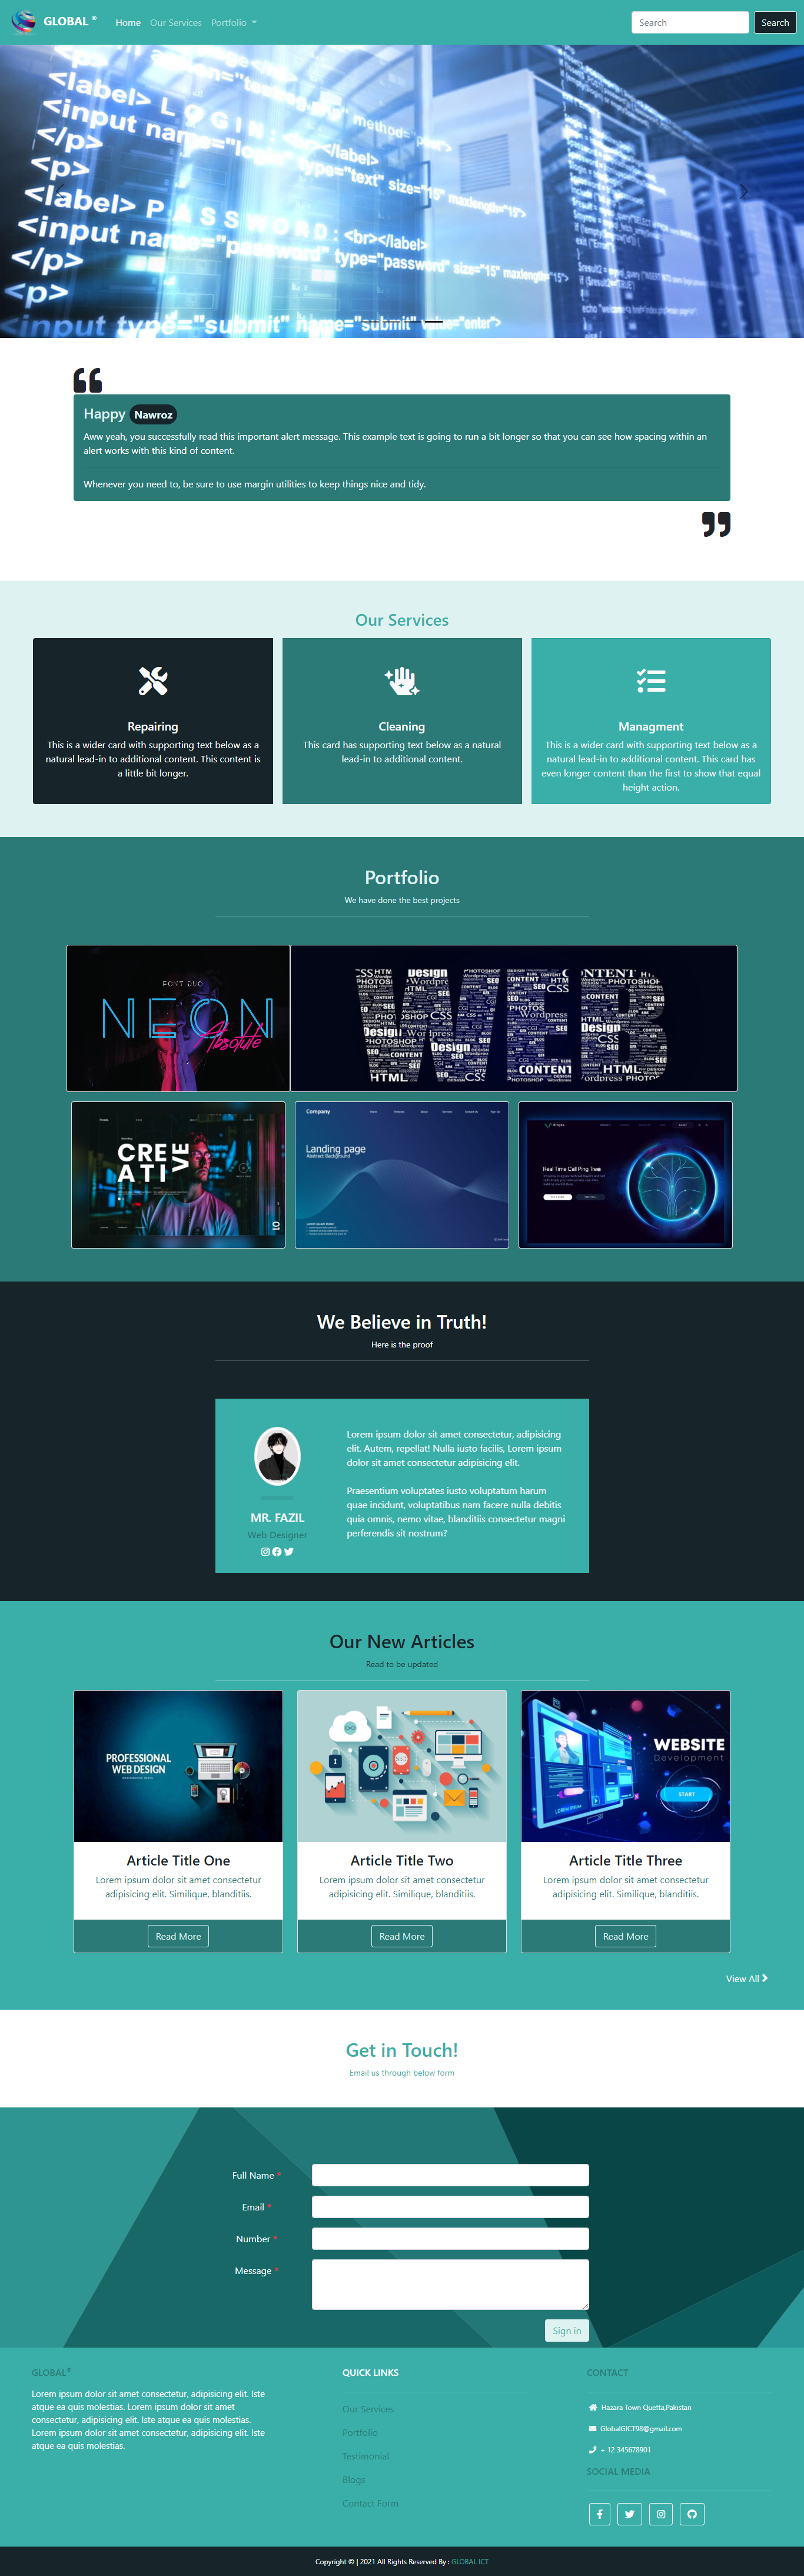 GLOBAL ®
Home
Our Services
Portfolio
Search
Search
<label> L O G I N : <br></label>
<input name="login" type="text" size="15" maxlength="15">
</p>
<p>
<label> P A S S W O R D : <br></label>
<input name="password" type="password" size="15" maxlength="15">
</p>
<p>
<input type="submit" name="submit" value="enter">
Happy Nawroz
Aww yeah, you successfully read this important alert message. This example text is going to run a bit longer so that you can see how spacing within an
alert works with this kind of content.
Whenever you need to, be sure to use margin utilities to keep things nice and tidy.
Our Services
Repairing
This is a wider card with supporting text below as a
natural lead-in to additional content. This content is
a little bit longer.
Cleaning
This card has supporting text below as a natural
lead-in to additional content.
Managment
This is a wider card with supporting text below as a
natural lead-in to additional content. This card has
even longer content than the first to show that equal
height action.
Portfolio
We have done the best projects
FONT DUO
NEON
Absolute
WEB
CRE
ATIVE
01
Company
Landing page
Abstract Background
Real Time Call Ping Tree
We Believe in Truth!
Here is the proof
MR. FAZIL
Web Designer
Lorem ipsum dolor sit amet consectetur, adipisicing
elit. Autem, repellat! Nulla iusto facilis, Lorem ipsum
dolor sit amet consectetur adipisicing elit.
Praesentium voluptates iusto voluptatum harum
quae incidunt, voluptatibus nam facere nulla debitis
quia omnis, nemo vitae, blanditiis consectetur magni
perferendis sit nostrum?
Our New Articles
Read to be updated
PROFESSIONAL
WEB DESIGN
Article Title One
Lorem ipsum dolor sit amet consectetur
adipisicing elit. Similique, blanditiis.
Read More
Article Title Two
Lorem ipsum dolor sit amet consectetur
adipisicing elit. Similique, blanditiis.
Read More
WEBSITE
Development
START
Article Title Three
Lorem ipsum dolor sit amet consectetur
adipisicing elit. Similique, blanditiis.
Read More
View All
Get in Touch!
Email us through below form
Full Name *
Email *
Number *
Message *
Sign in
GLOBAL®
Lorem ipsum dolor sit amet consectetur, adipisicing elit. Iste
atque ea quis molestias. Lorem ipsum dolor sit amet
consectetur, adipisicing elit. Iste atque ea quis molestias.
Lorem ipsum dolor sit amet consectetur, adipisicing elit. Iste
atque ea quis molestias.
QUICK LINKS
Our Services
Portfolio
Testimonial
Blogs
Contact Form
CONTACT
Hazara Town Quetta,Pakistan
GlobalGICT98@gmail.com
+ 12 345678901
SOCIAL MEDIA
Copyright © | 2021 All Rights Reserved By : GLOBAL ICT